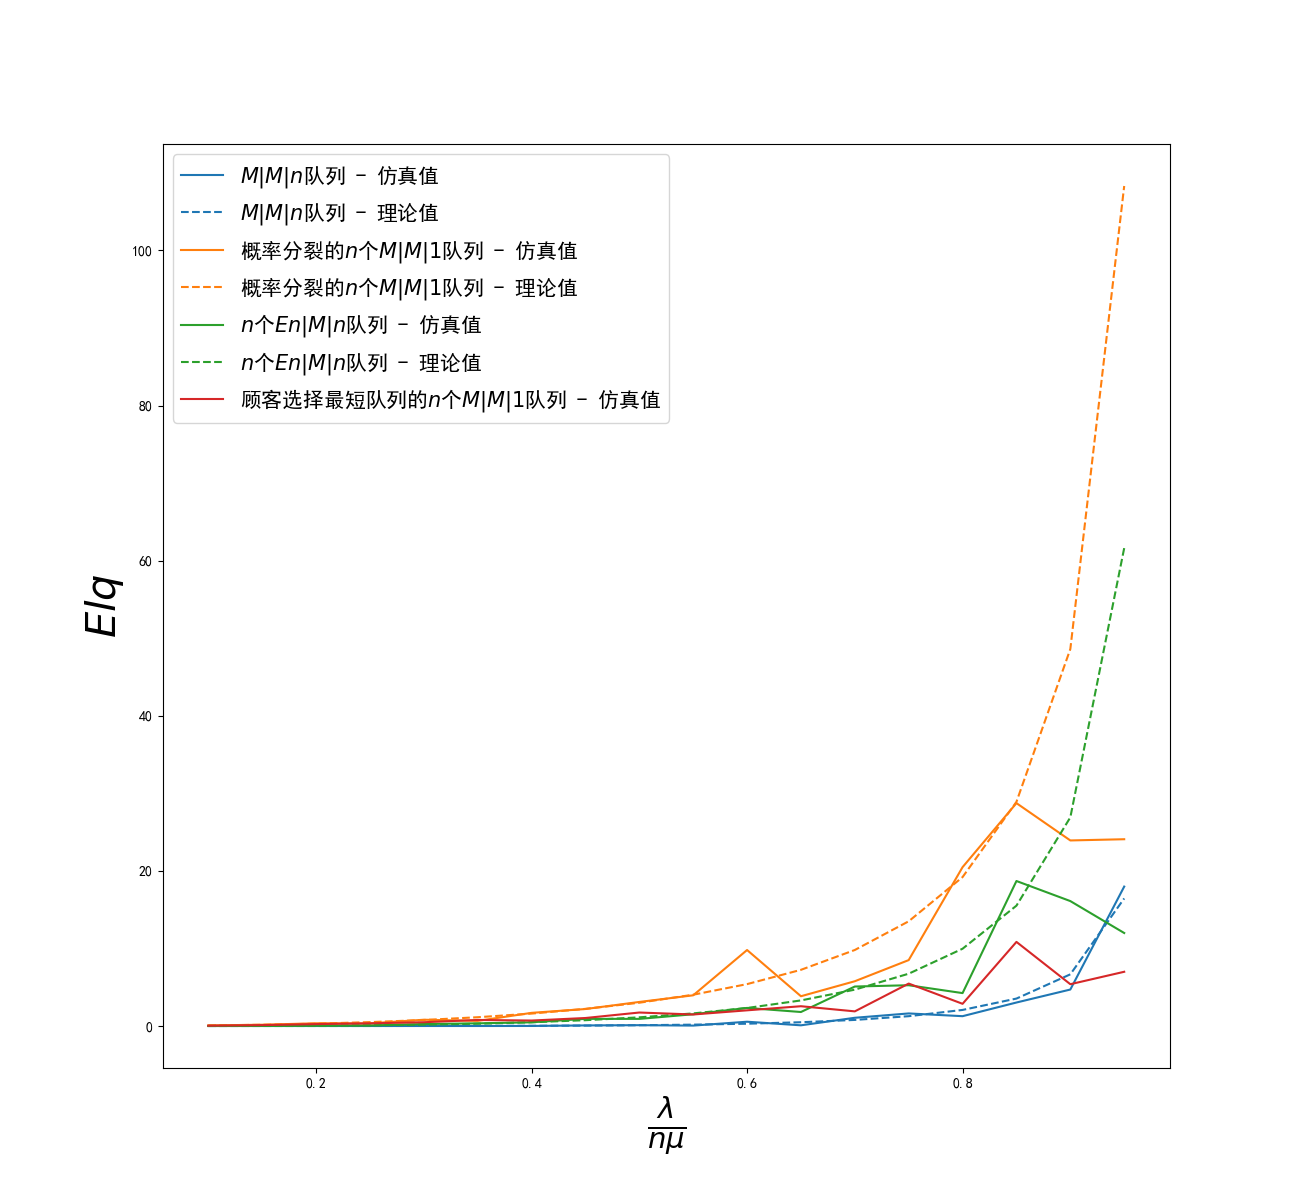 M|M|n队列 - 仿真值
M|M|n队列 - 理论值
概率分裂的n个M|M|1队列 - 仿真值
概率分裂的n个M|M|1队列 - 理论值
n个En|M|n队列 - 仿真值
n个En|M|n队列 - 理论值
顾客选择最短队列的n个M|M|1队列 - 仿真值
100
80
60
40
20
0
Elq
0.2 0.4 0.6 0.8
λ
nμ